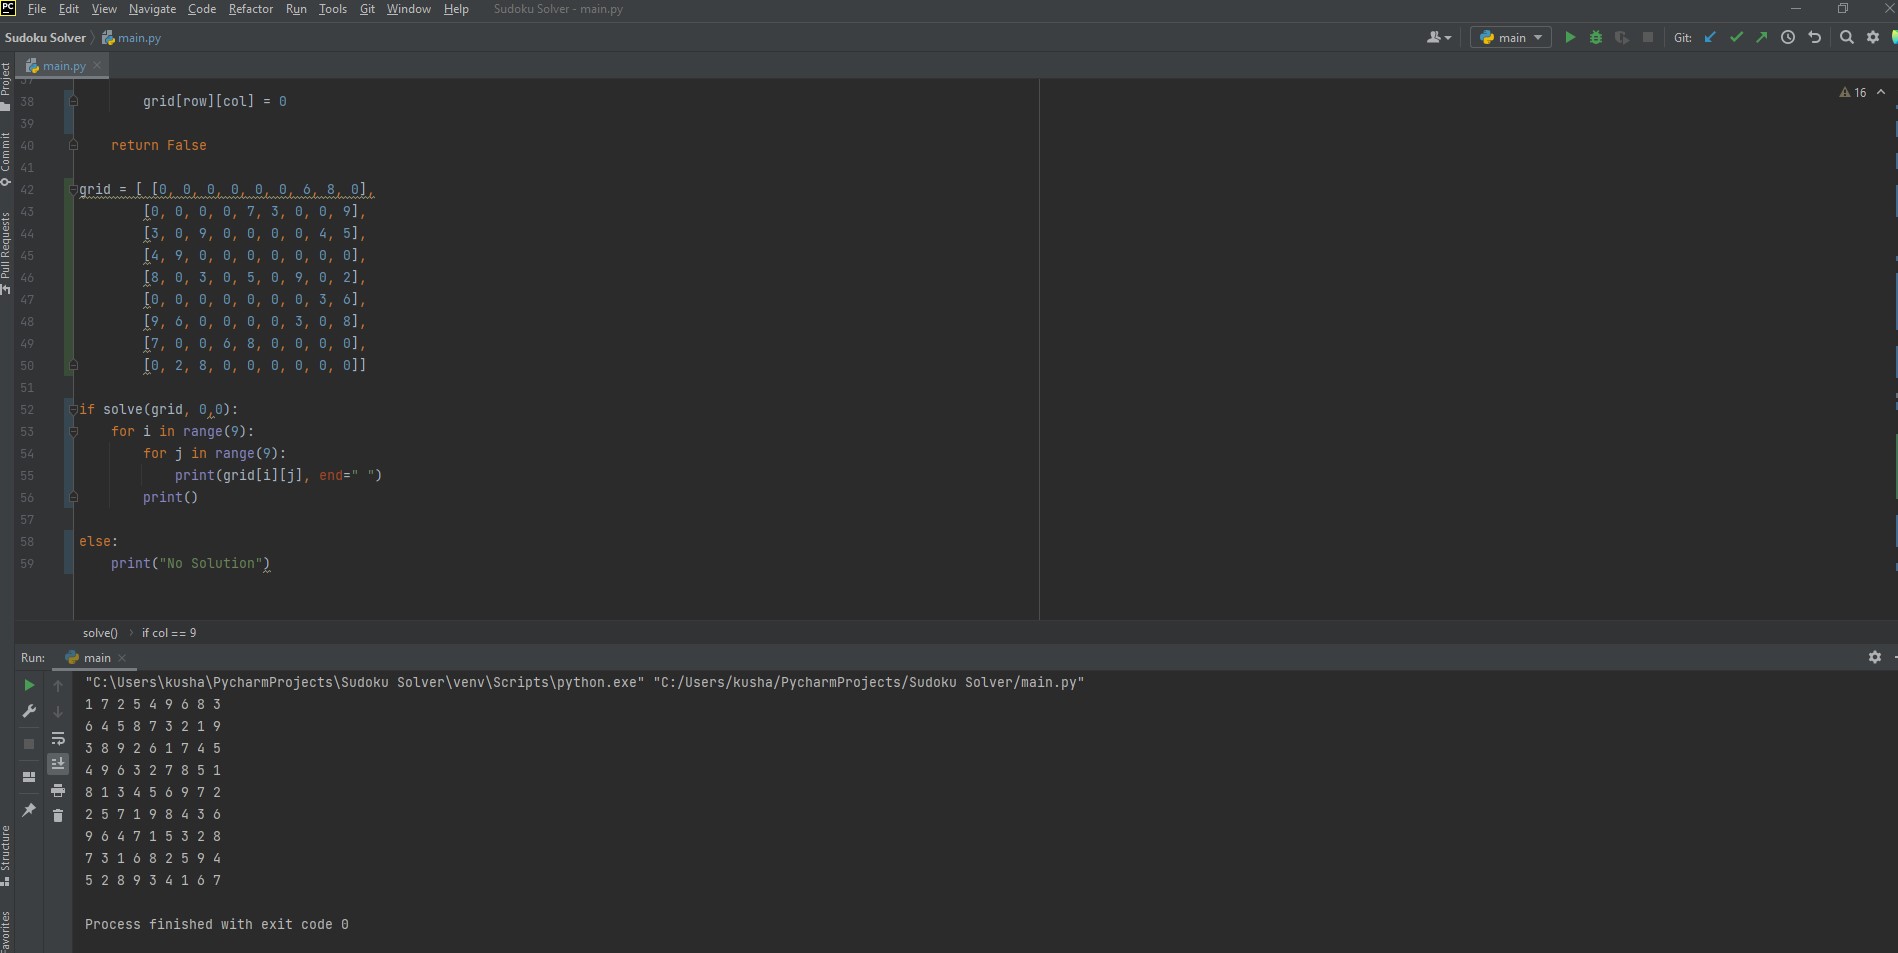 PC File Edit View Navigate Code Refactor Run Tools Git Window Help Sudoku Solver - main.py
Sudoku Solver main.py main Git:
main.py
Project
Commit
Pull Requests
Structure
Favorites
16
37
38 grid[row][col] = 0
39
40 return False
41
42 grid = [ [0, 0, 0, 0, 0, 0, 6, 8, 0],
43 [0, 0, 0, 0, 7, 3, 0, 0, 9],
44 [3, 0, 9, 0, 0, 0, 0, 4, 5],
45 [4, 9, 0, 0, 0, 0, 0, 0, 0],
46 [8, 0, 3, 0, 5, 0, 9, 0, 2],
47 [0, 0, 0, 0, 0, 0, 0, 3, 6],
48 [9, 6, 0, 0, 0, 0, 3, 0, 8],
49 [7, 0, 0, 6, 8, 0, 0, 0, 0],
50 [0, 2, 8, 0, 0, 0, 0, 0, 0]]
51
52 if solve(grid, 0,0):
53 for i in range(9):
54 for j in range(9):
55 print(grid[i][j], end=" ")
56 print()
57
58 else:
59 print("No Solution")
solve() if col == 9
Run: main
"C:\Users\kusha\PycharmProjects\Sudoku Solver\venv\Scripts\python.exe" "C:/Users/kusha/PycharmProjects/Sudoku Solver/main.py"
1 7 2 5 4 9 6 8 3
6 4 5 8 7 3 2 1 9
3 8 9 2 6 1 7 4 5
4 9 6 3 2 7 8 5 1
8 1 3 4 5 6 9 7 2
2 5 7 1 9 8 4 3 6
9 6 4 7 1 5 3 2 8
7 3 1 6 8 2 5 9 4
5 2 8 9 3 4 1 6 7
Process finished with exit code 0